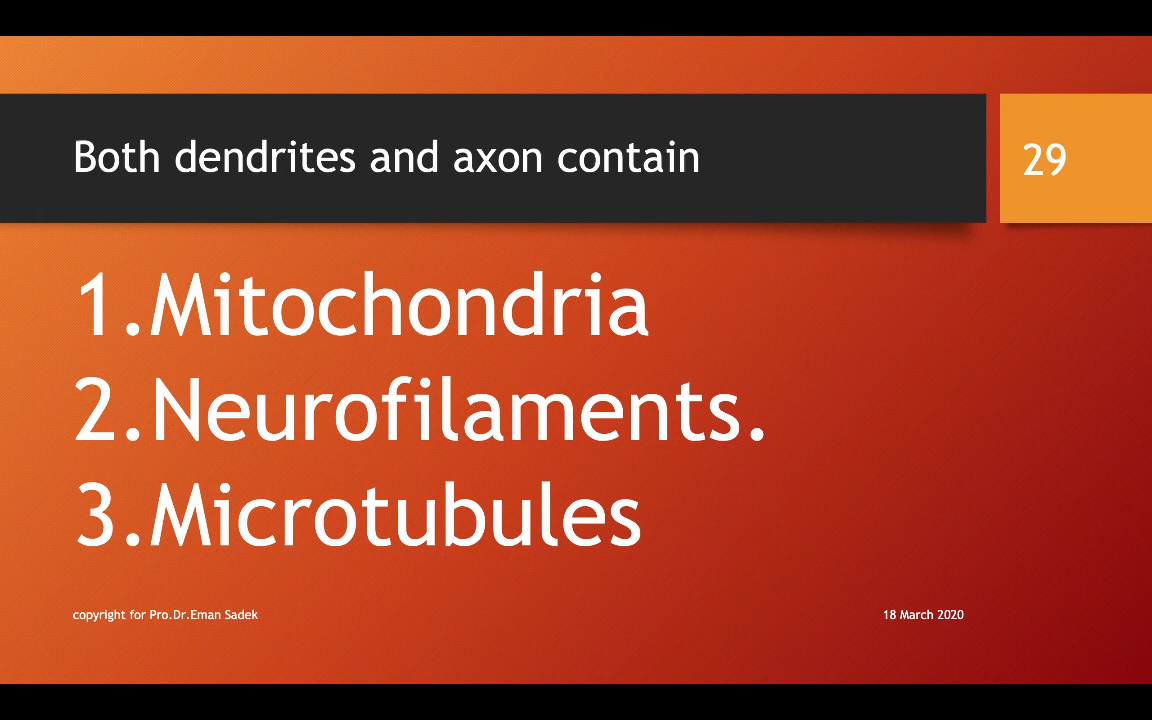 Both dendrites and axon contain
29
1.Mitochondria
2.Neurofilaments.
3.Microtubules
copyright for Pro.Dr.Eman Sadek
18 March 2020